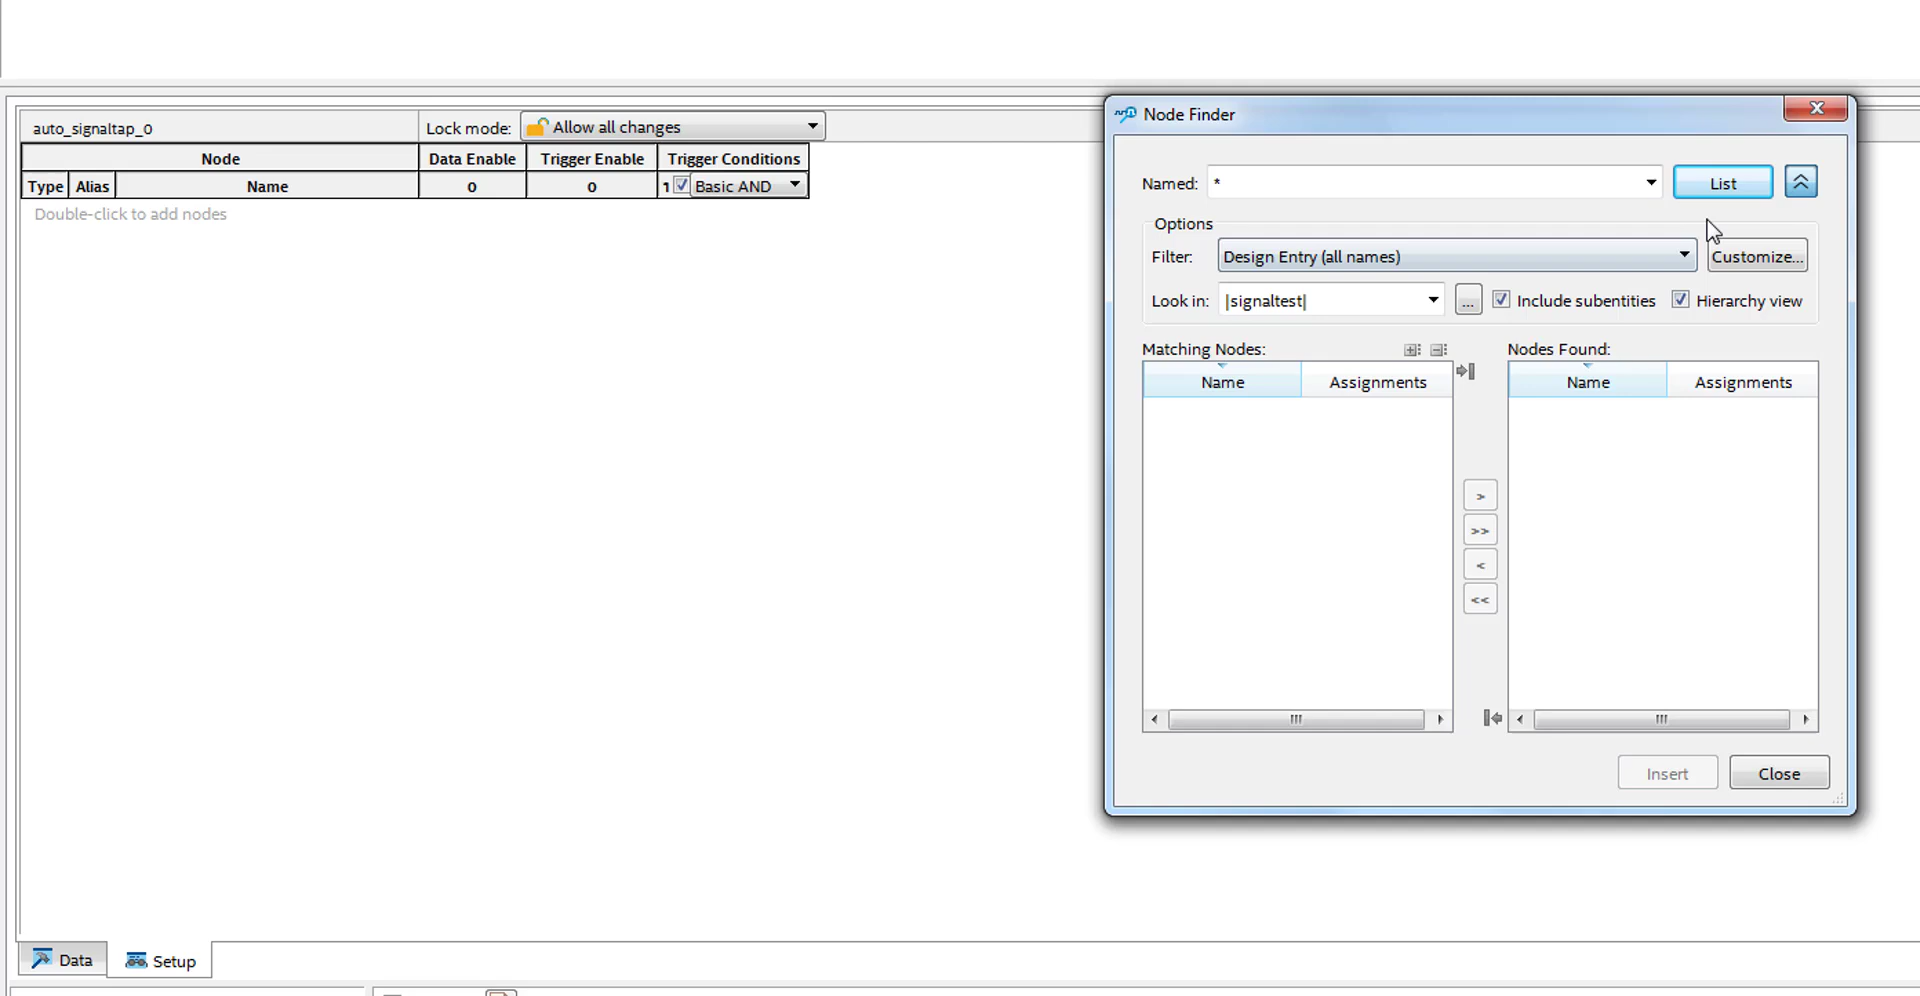 auto_signaltap_0
Lock mode: Allow all changes
Node
Data Enable
Trigger Enable
Trigger Conditions
Type
Alias
Name
0
0
1
Basic AND
Double-click to add nodes
Data
Setup
Node Finder
Named: *
List
Options
Filter: Design Entry (all names)
Customize...
Look in: |signaltest|
...
Include subentities
Hierarchy view
Matching Nodes:
Name
Assignments
Nodes Found:
Name
Assignments
>
>>
<
<<
Insert
Close